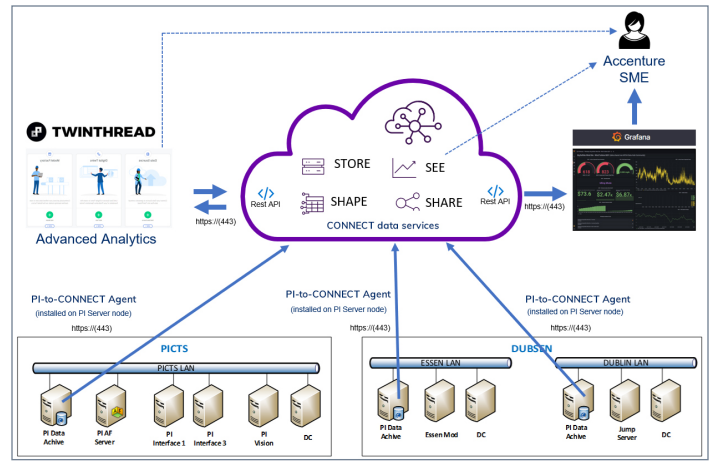 Accenture
SME
TWINTHREAD
Grafana
STORE
SEE
</>
Rest API
SHAPE
SHARE
</>
Rest API
https://(443)
https://(443)
CONNECT data services
Advanced Analytics
PI-to-CONNECT Agent
(installed on PI Server node)
https://(443)
PI-to-CONNECT Agent
(installed on PI Server node)
https://(443)
PI-to-CONNECT Agent
(installed on PI Server node)
https://(443)
PICTS
PICTS LAN
PI Data
Achive
PI AF
Server
PI
Interface 1
PI
Interface 3
PI
Vision
DC
DUBSEN
ESSEN LAN
DUBLIN LAN
PI Data
Achive
Essen Mod
DC
PI Data
Achive
Jump
Server
DC